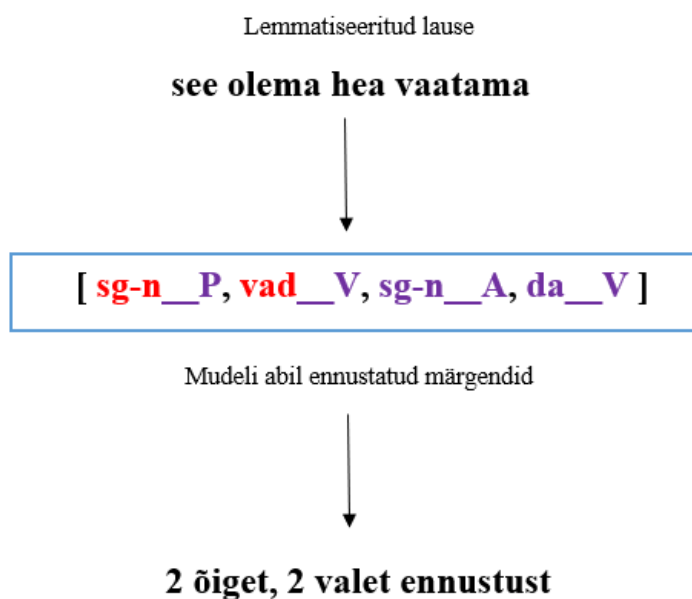 Lemmatiseeritud lause
see olema hea vaatama
[ sg-n__P, vad__V, sg-n__A, da__V ]
Mudeli abil ennustatud märgendid
2 õiget, 2 valet ennustust